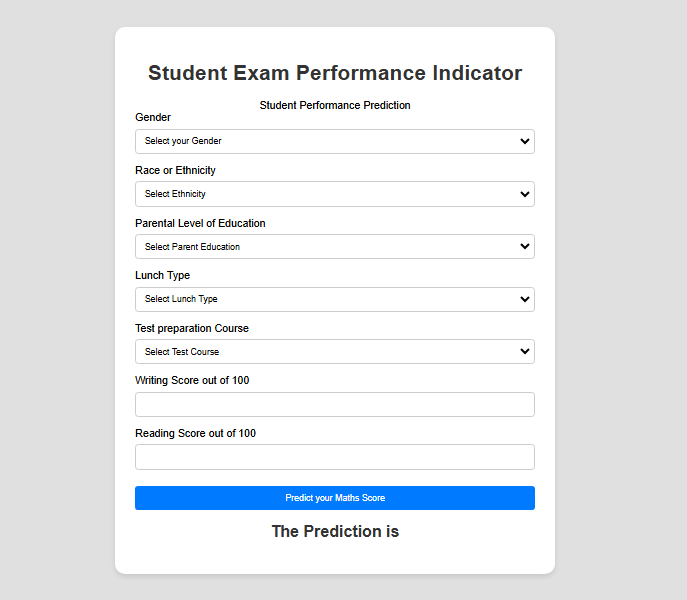 Student Exam Performance Indicator
Student Performance Prediction
Gender
Select your Gender
Race or Ethnicity
Select Ethnicity
Parental Level of Education
Select Parent Education
Lunch Type
Select Lunch Type
Test preparation Course
Select Test Course
Writing Score out of 100
Reading Score out of 100
Predict your Maths Score
The Prediction is